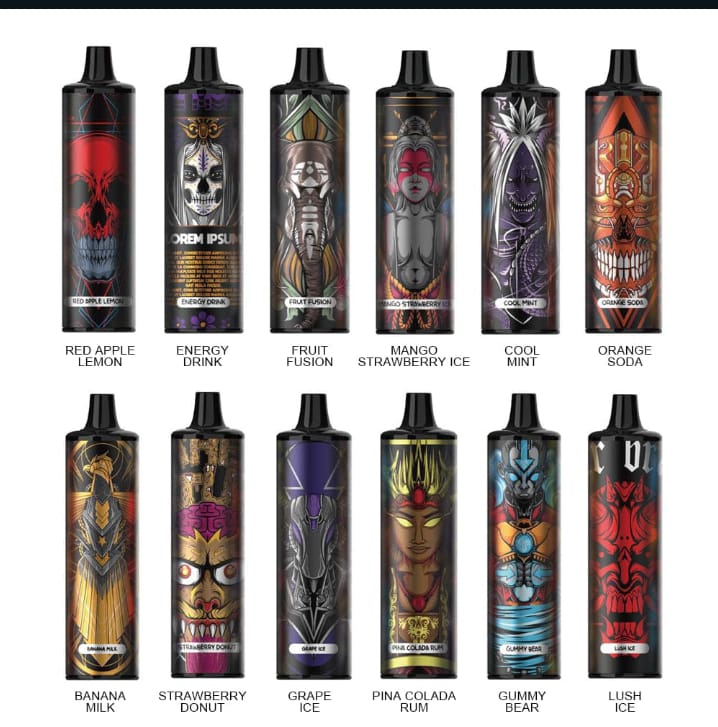 RED APPLE LEMON
ENERGY DRINK
FRUIT FUSION
MANGO STRAWBERRY ICE
COOL MINT
ORANGE SODA
LOREM IPSUM
RED APPLE
LEMON
ENERGY
DRINK
FRUIT
FUSION
MANGO
STRAWBERRY ICE
COOL
MINT
ORANGE
SODA
BANANA MILK
STRAWBERRY DONUT
GRAPE ICE
PINA COLADA RUM
GUMMY BEAR
LUSH ICE
BANANA
MILK
STRAWBERRY
DONUT
GRAPE
ICE
PINA COLADA
RUM
GUMMY
BEAR
LUSH
ICE